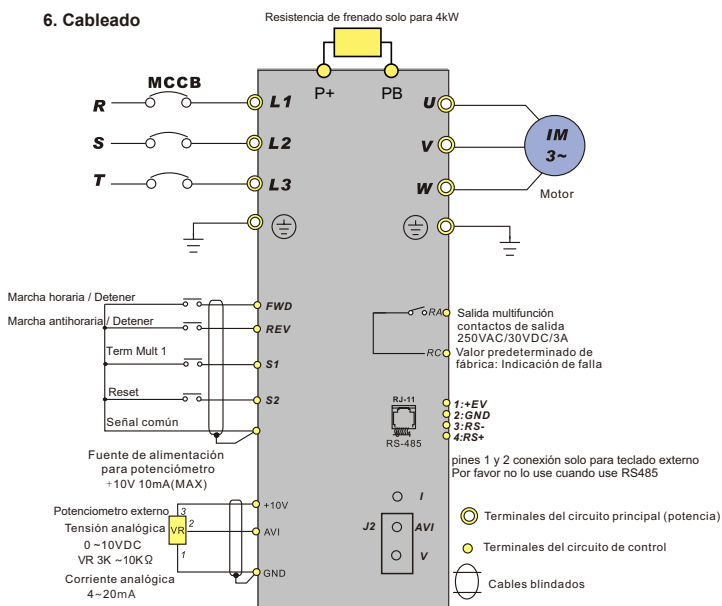 6. Cableado
Resistencia de frenado solo para 4kW
P+
PB
MCCB
R
L1
S
L2
T
L3
U
V
W
IM
3~
Motor
Marcha horaria / Detener
FWD
Marcha antihoraria / Detener
REV
Term Mult 1
S1
Reset
S2
Señal común
RA
Salida multifunción
contactos de salida
250VAC/30VDC/3A
RC
Valor predeterminado de
fábrica: Indicación de falla
RJ-11
RS-485
1:+EV
2:GND
3:RS-
4:RS+
pines 1 y 2 conexión solo para teclado externo
Por favor no lo use cuando use RS485
Fuente de alimentación
para potenciómetro
+10V 10mA(MAX)
Potenciometro externo
3
+10V
Tensión analógica
VR
2
AVI
0 ~10VDC
VR 3K ~10KΩ
1
GND
Corriente analógica
4~20mA
I
J2
AVI
V
Terminales del circuito principal (potencia)
Terminales del circuito de control
Cables blindados